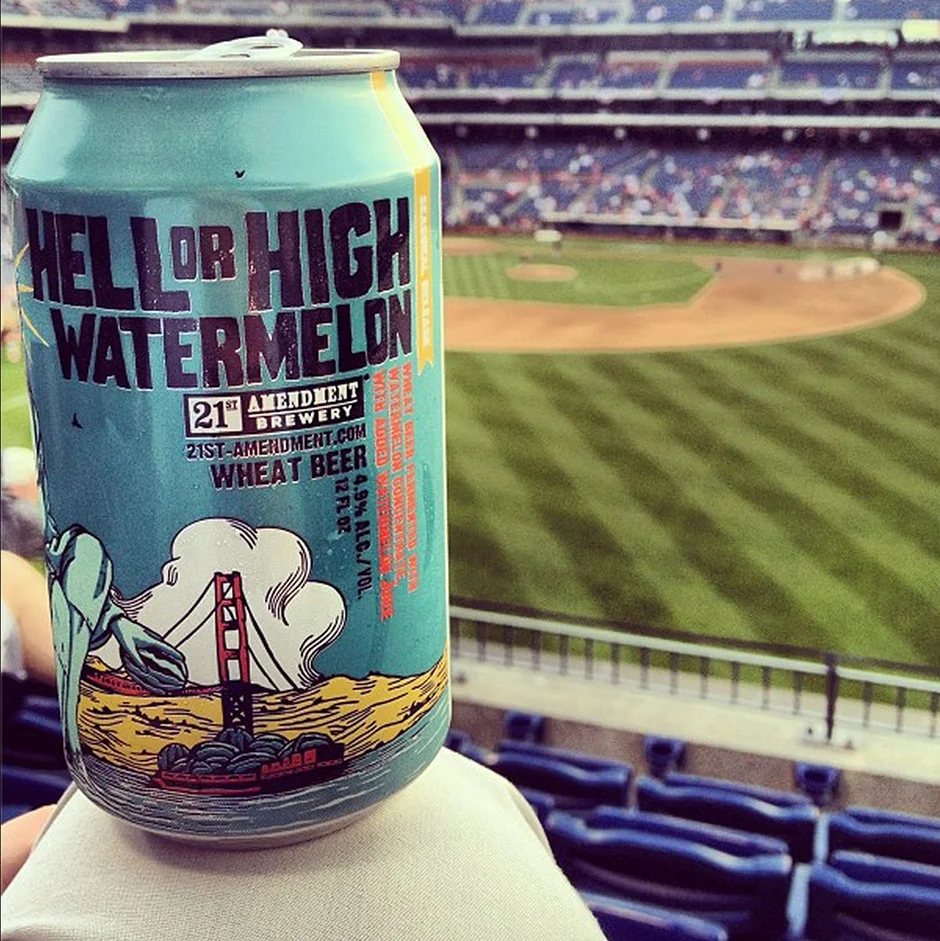 HELL OR HIGH
WATERMELON
21ST AMENDMENT
BREWERY
21ST-AMENDMENT.COM
WHEAT BEER
4.9% ALC./VOL.
12 FL OZ
WHEAT BEER FERMENTED WITH
WATERMELON CONCENTRATE
WITH ADDED WATERMELON JUICE
SEASONAL RELEASE